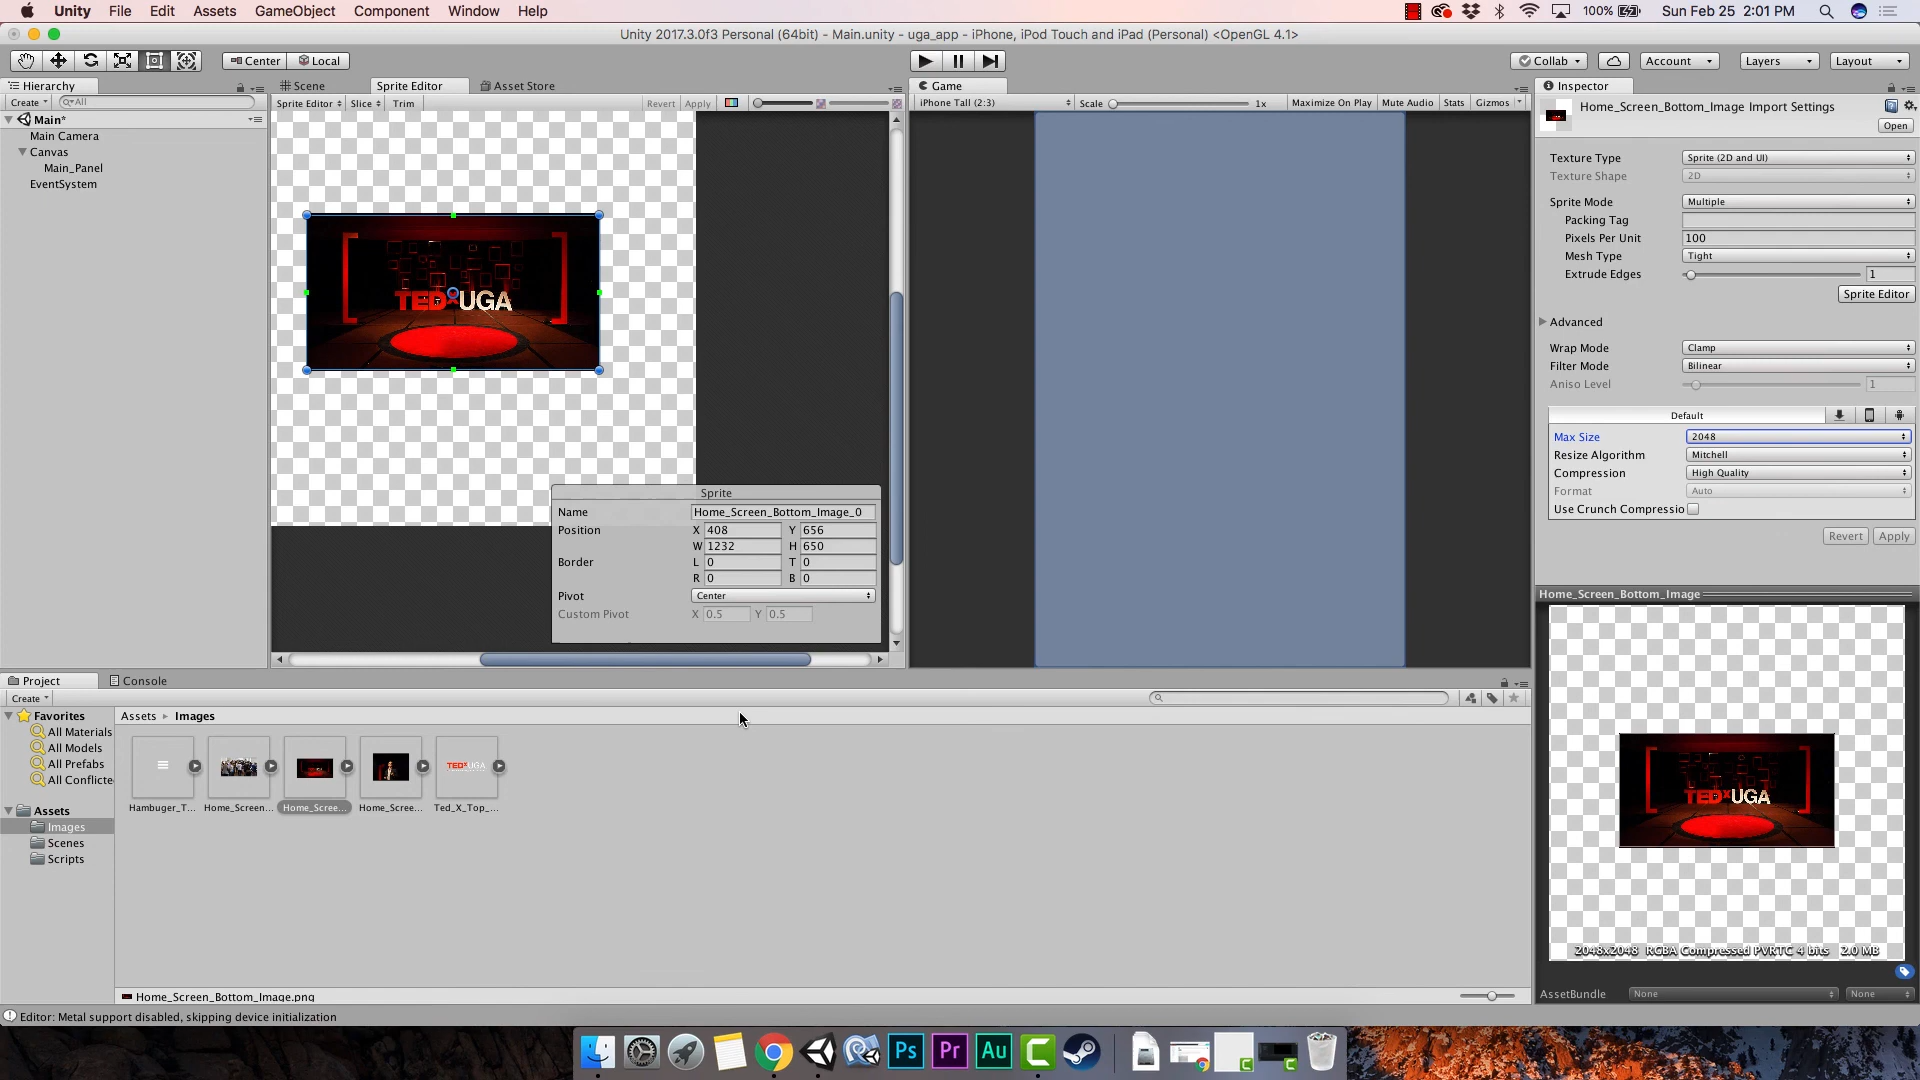 Unity File Edit Assets GameObject Component Window Help 100% Sun Feb 25 2:01 PM
Unity 2017.3.0f3 Personal (64bit) - Main.unity - uga_app - iPhone, iPod Touch and iPad (Personal) <OpenGL 4.1>
Center Local Collab Account Layers Layout
Hierarchy Scene Sprite Editor Asset Store Game Inspector
Create All Sprite Editor Slice Trim Revert Apply iPhone Tall (2:3) Scale 1x Maximize On Play Mute Audio Stats Gizmos
Home_Screen_Bottom_Image Import Settings
Open
Main*
Main Camera
Canvas
Main_Panel
EventSystem
TEDxUGA
Sprite
Name Home_Screen_Bottom_Image_0
Position X 408 Y 656
W 1232 H 650
Border L 0 T 0
R 0 B 0
Pivot Center
Custom Pivot X 0.5 Y 0.5
Texture Type Sprite (2D and UI)
Texture Shape 2D
Sprite Mode Multiple
Packing Tag
Pixels Per Unit 100
Mesh Type Tight
Extrude Edges 1
Sprite Editor
Advanced
Wrap Mode Clamp
Filter Mode Bilinear
Aniso Level 1
Default
Max Size 2048
Resize Algorithm Mitchell
Compression High Quality
Format Auto
Use Crunch Compressio
Revert Apply
Home_Screen_Bottom_Image
TEDxUGA
2048x2048 RGBA Compressed PVRTC 4 bits 2.0 MB
AssetBundle None None
Project Console
Create
Favorites
All Materials
All Models
All Prefabs
All Conflicte
Assets
Images
Scenes
Scripts
Assets Images
TEDxUGA
Hambuger_T... Home_Screen... Home_Scree... Home_Scree... Ted_X_Top_...
Home_Screen_Bottom_Image.png
Editor: Metal support disabled, skipping device initialization
Ps Pr Au